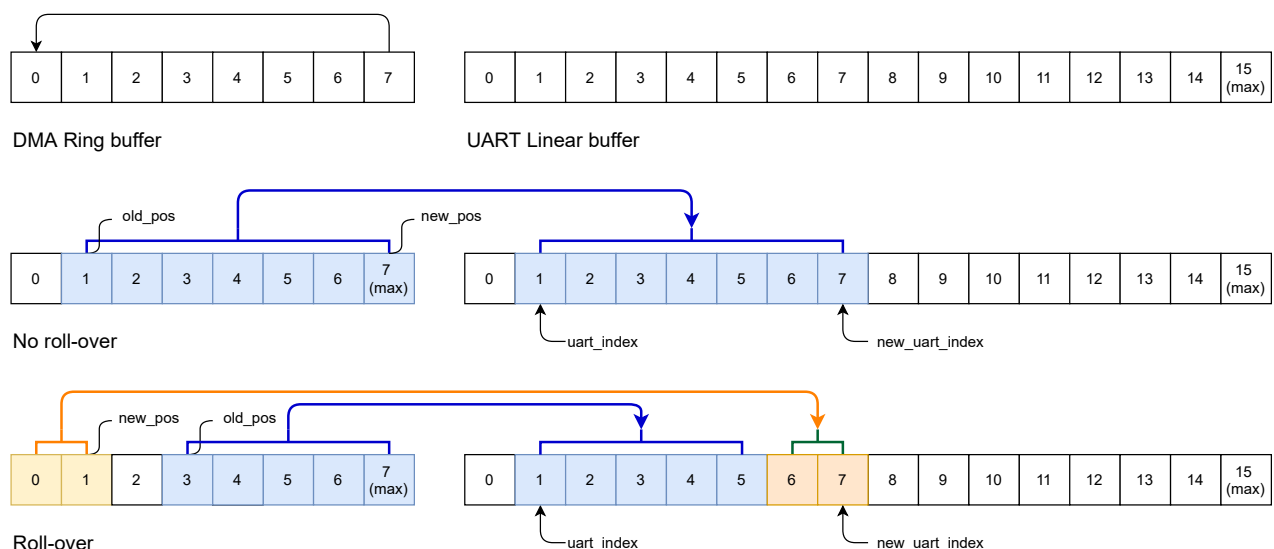 0 1 2 3 4 5 6 7
0 1 2 3 4 5 6 7 8 9 10 11 12 13 14 15
(max)
DMA Ring buffer
UART Linear buffer
old_pos
new_pos
0 1 2 3 4 5 6 7
(max)
0 1 2 3 4 5 6 7 8 9 10 11 12 13 14 15
(max)
No roll-over
uart_index
new_uart_index
new_pos
old_pos
0 1 2 3 4 5 6 7
(max)
0 1 2 3 4 5 6 7 8 9 10 11 12 13 14 15
(max)
Roll-over
uart_index
new_uart_index